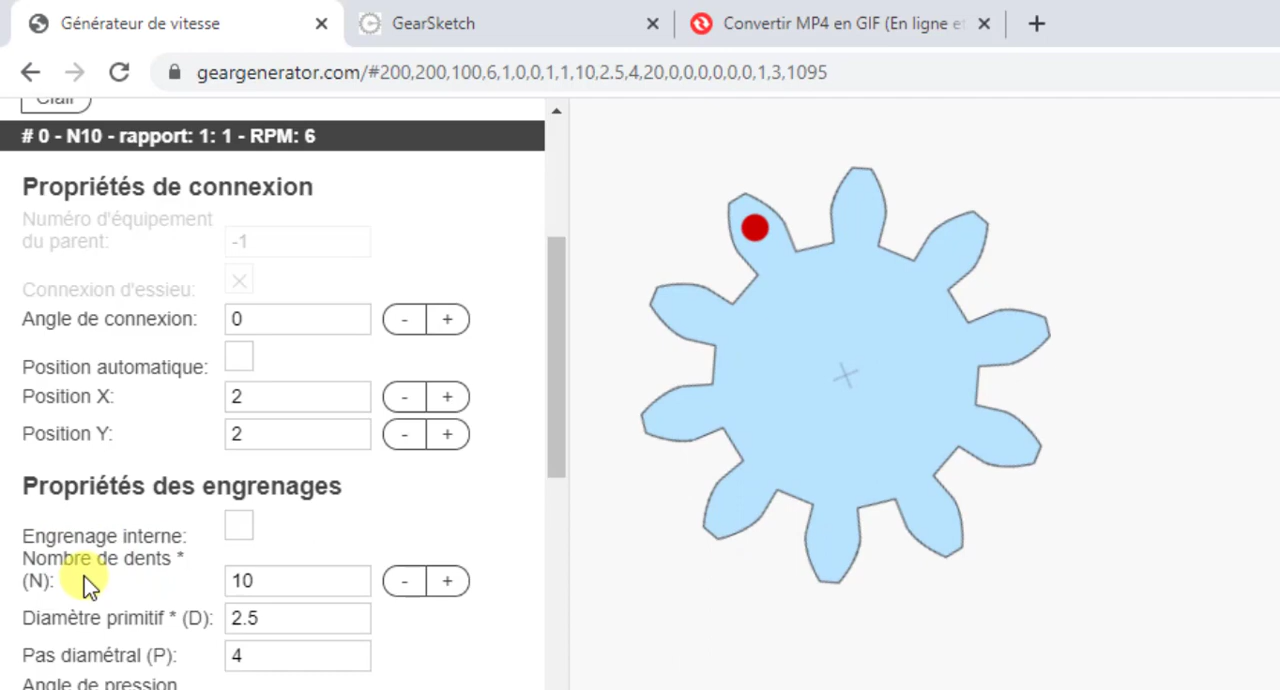 Générateur de vitesse
GearSketch
Convertir MP4 en GIF (En ligne et
geargenerator.com/#200,200,100,6,1,0,0,1,1,10,2.5,4,20,0,0,0,0,0,0,1,3,1095
Clair
# 0 - N10 - rapport: 1: 1 - RPM: 6
Propriétés de connexion
Numéro d'équipement
du parent: -1
Connexion d'essieu:
Angle de connexion: 0 - +
Position automatique:
Position X: 2 - +
Position Y: 2 - +
Propriétés des engrenages
Engrenage interne:
Nombre de dents *
(N): 10 - +
Diamètre primitif * (D): 2.5
Pas diamétral (P): 4
Angle de pression